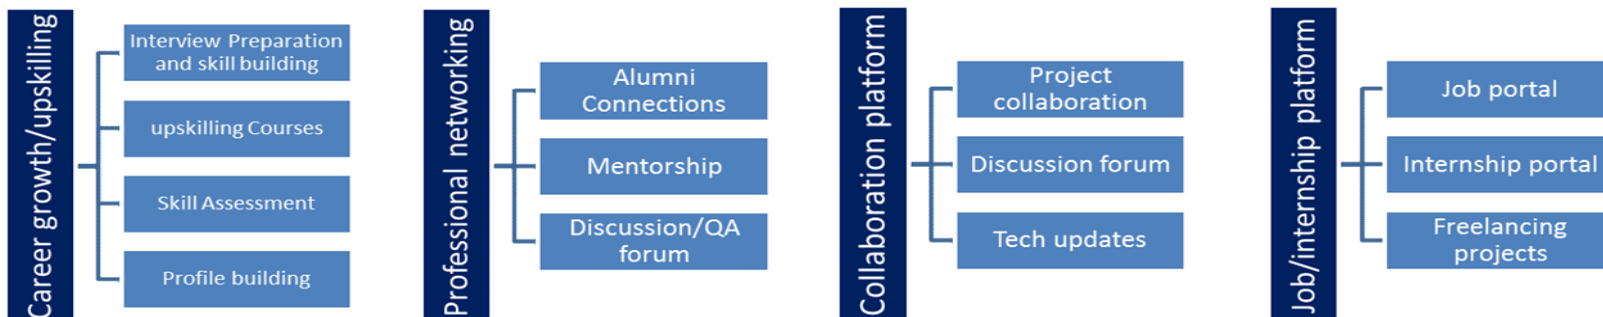 Career growth/upskilling
Interview Preparation
and skill building
upskilling Courses
Skill Assessment
Profile building
Professional networking
Alumni
Connections
Mentorship
Discussion/QA
forum
Collaboration platform
Project
collaboration
Discussion forum
Tech updates
Job/internship platform
Job portal
Internship portal
Freelancing
projects